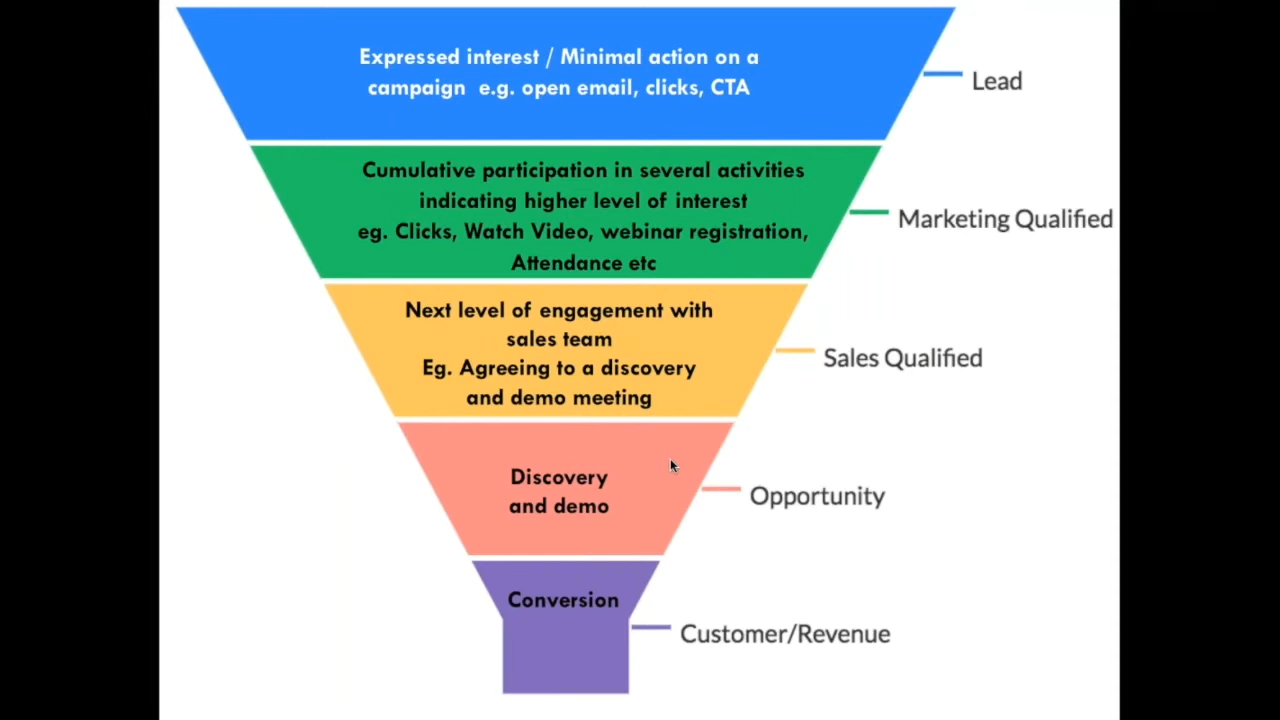 Expressed interest / Minimal action on a
campaign e.g. open email, clicks, CTA
Lead
Cumulative participation in several activities
indicating higher level of interest
eg. Clicks, Watch Video, webinar registration,
Attendance etc
Marketing Qualified
Next level of engagement with
sales team
Eg. Agreeing to a discovery
and demo meeting
Sales Qualified
Discovery
and demo
Opportunity
Conversion
Customer/Revenue